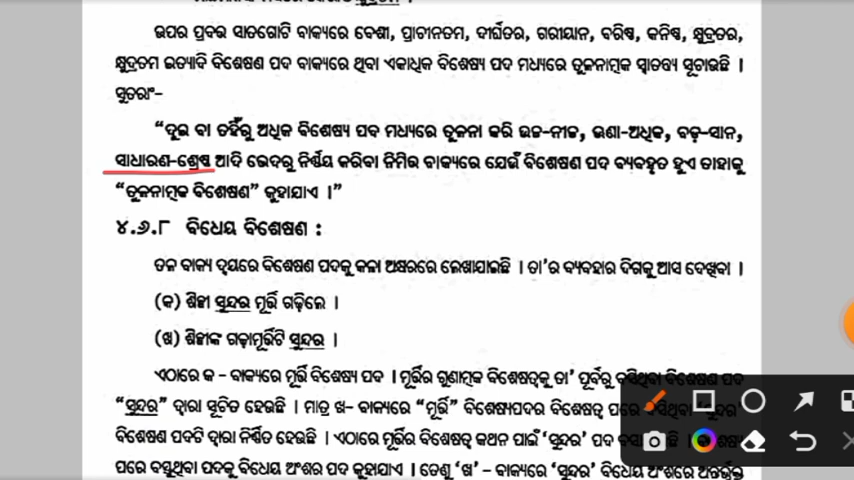 ଉପର ପ୍ରଦତ୍ତ ସାତଗୋଟି ବାକ୍ୟରେ ବେଶୀ, ପ୍ରାଚୀନତମ, ଦୀର୍ଘତର, ଗରୀୟାନ, ବରିଷ୍ଠ, କନିଷ୍ଠ, କ୍ଷୁଦ୍ରତର,
କ୍ଷୁଦ୍ରତମ ଇତ୍ୟାଦି ବିଶେଷଣ ପଦ ବାକ୍ୟରେ ଥିବା ଏକାଧିକ ବିଶେଷ୍ୟ ପଦ ମଧ୍ୟରେ ତୁଳନାତ୍ମକ ସ୍ୱାତନ୍ତ୍ର୍ୟ ସୂଚାଉଛି ।
ସୁତରାଂ-
“ଦୁଇ ବା ତହିଁରୁ ଅଧିକ ବିଶେଷ୍ୟ ପଦ ମଧ୍ୟରେ ତୁଳନା କରି ଉଚ୍ଚ-ନୀଚ, ଊଣା-ଅଧିକ, ବଡ଼-ସାନ,
ସାଧାରଣ-ଶ୍ରେଷ୍ଠ ଆଦି ଭେଦରୁ ନିର୍ଣ୍ଣୟ କରିବା ନିମିତ୍ତ ବାକ୍ୟରେ ଯେଉଁ ବିଶେଷଣ ପଦ ବ୍ୟବହୃତ ହୁଏ ତାହାକୁ
“ତୁଳନାତ୍ମକ ବିଶେଷଣ” କୁହାଯାଏ ।”
୪.୬.୮ ବିଧେୟ ବିଶେଷଣ :
ତଳ ବାକ୍ୟ ଦ୍ୱୟରେ ବିଶେଷଣ ପଦକୁ କଳା ଅକ୍ଷରରେ ଲେଖାଯାଇଛି । ତା’ର ବ୍ୟବହାର ଦିଗକୁ ଆସ ଦେଖିବା ।
(କ) ଶିଳ୍ପୀ ସୁନ୍ଦର ମୂର୍ତ୍ତି ଗଢ଼ିଲେ ।
(ଖ) ଶିଳ୍ପୀଙ୍କ ଗଢ଼ାମୂର୍ତ୍ତିଟି ସୁନ୍ଦର ।
ଏଠାରେ କ - ବାକ୍ୟରେ ମୂର୍ତ୍ତି ବିଶେଷ୍ୟ ପଦ । ମୂର୍ତ୍ତିର ଗୁଣାତ୍ମକ ବିଶେଷତ୍ୱକୁ ତା’ ପୂର୍ବରୁ ବସିଥିବା ବିଶେଷଣ ପଦ
“ସୁନ୍ଦର” ଦ୍ୱାରା ସୂଚିତ ହେଉଛି । ମାତ୍ର ଖ- ବାକ୍ୟରେ “ମୂର୍ତ୍ତି” ବିଶେଷ୍ୟପଦର ବିଶେଷତ୍ୱ ପରେ ବସିଥିବା ‘ସୁନ୍ଦର’
ବିଶେଷଣ ପଦଟି ଦ୍ୱାରା ନିର୍ଣ୍ଣିତ ହେଉଛି । ଏଠାରେ ମୂର୍ତ୍ତିର ବିଶେଷତ୍ୱ କଥନ ପାଇଁ ‘ସୁନ୍ଦର’ ପଦ
ପରେ ବସୁଥିବା ପଦକୁ ବିଧେୟ ଅଂଶର ପଦ କୁହାଯାଏ । ତେଣୁ ‘ଖ’ - ବାକ୍ୟରେ ‘ସୁନ୍ଦର’ ବିଧେୟ ଅଂଶରେ ଅନ୍ତର୍ଭୁକ୍ତ